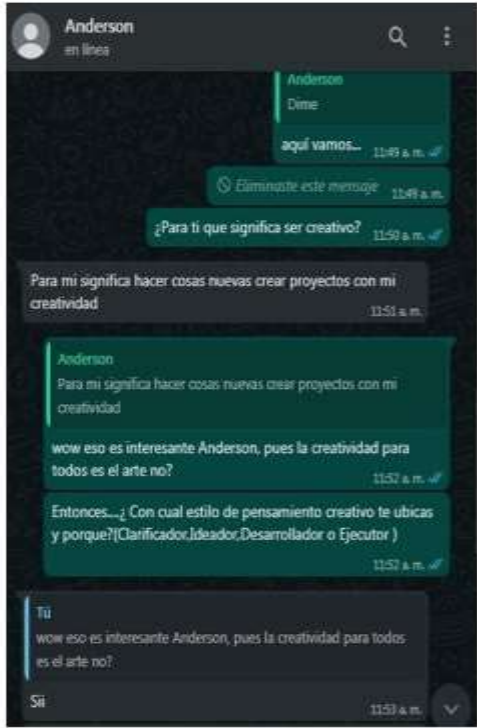 Anderson
en línea
Anderson
Dime
aquí vamos...
11:49 a. m.
Eliminaste este mensaje
11:49 a. m.
¿Para ti que significa ser creativo?
11:50 a. m.
Para mi significa hacer cosas nuevas crear proyectos con mi
creatividad
11:51 a. m.
Anderson
Para mi significa hacer cosas nuevas crear proyectos con mi
creatividad
wow eso es interesante Anderson, pues la creatividad para
todos es el arte no?
11:52 a. m.
Entonces....¿ Con cual estilo de pensamiento creativo te ubicas
y porque?(Clarificador,Ideador,Desarrollador o Ejecutor )
11:52 a. m.
Tú
wow eso es interesante Anderson, pues la creatividad para todos
es el arte no?
Sii
11:53 a. m.